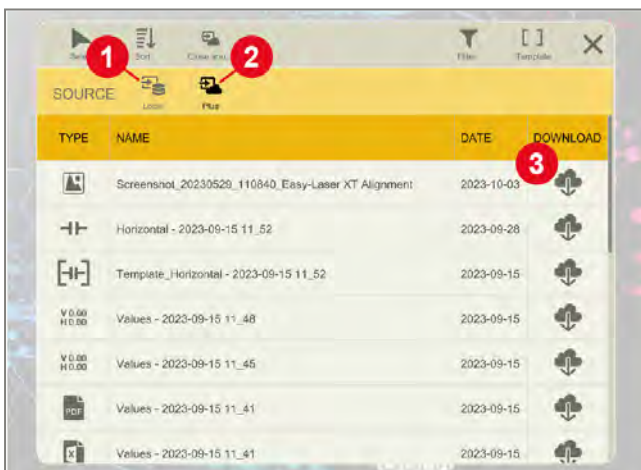 Sort
Filter
Template
1
2
SOURCE
Local
Plus
TYPE NAME DATE DOWNLOAD
3
Screenshot_20230529_110840_Easy-Laser XT Alignment 2023-10-03
Horizontal - 2023-09-15 11_52 2023-09-28
Template_Horizontal - 2023-09-15 11_52 2023-09-15
V 0.00
H 0.00
Values - 2023-09-15 11_48 2023-09-15
V 0.00
H 0.00
Values - 2023-09-15 11_45 2023-09-15
PDF Values - 2023-09-15 11_41 2023-09-15
X Values - 2023-09-15 11_41 2023-09-15